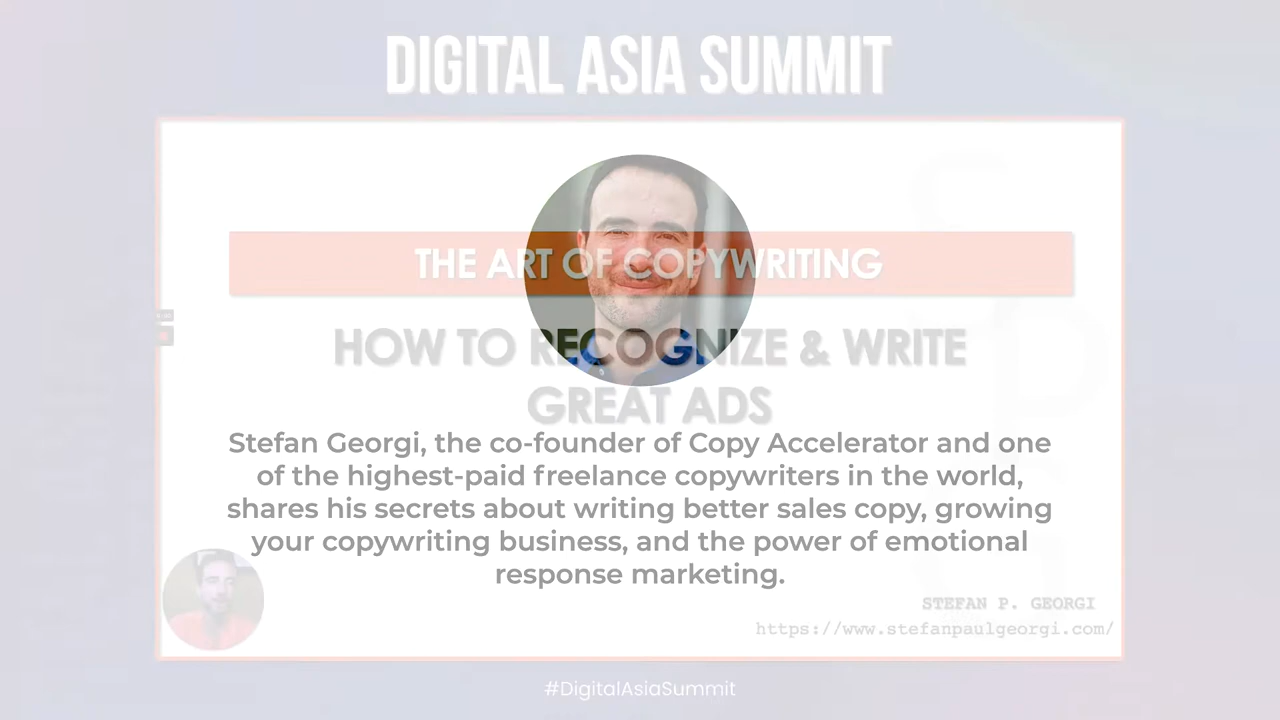 DIGITAL ASIA SUMMIT
THE ART OF COPYWRITING
HOW TO RECOGNIZE & WRITE
GREAT ADS
Stefan Georgi, the co-founder of Copy Accelerator and one
of the highest-paid freelance copywriters in the world,
shares his secrets about writing better sales copy, growing
your copywriting business, and the power of emotional
response marketing.
STEFAN P. GEORGI
https://www.stefanpaulgeorgi.com/
#DigitalAsiaSummit